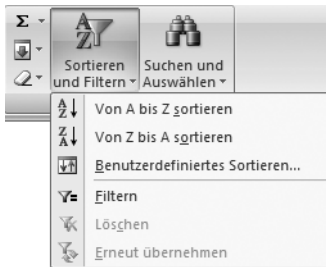 Σ
Sortieren und Filtern
Suchen und Auswählen
Von A bis Z sortieren
Von Z bis A sortieren
Benutzerdefiniertes Sortieren...
Filtern
Löschen
Erneut übernehmen